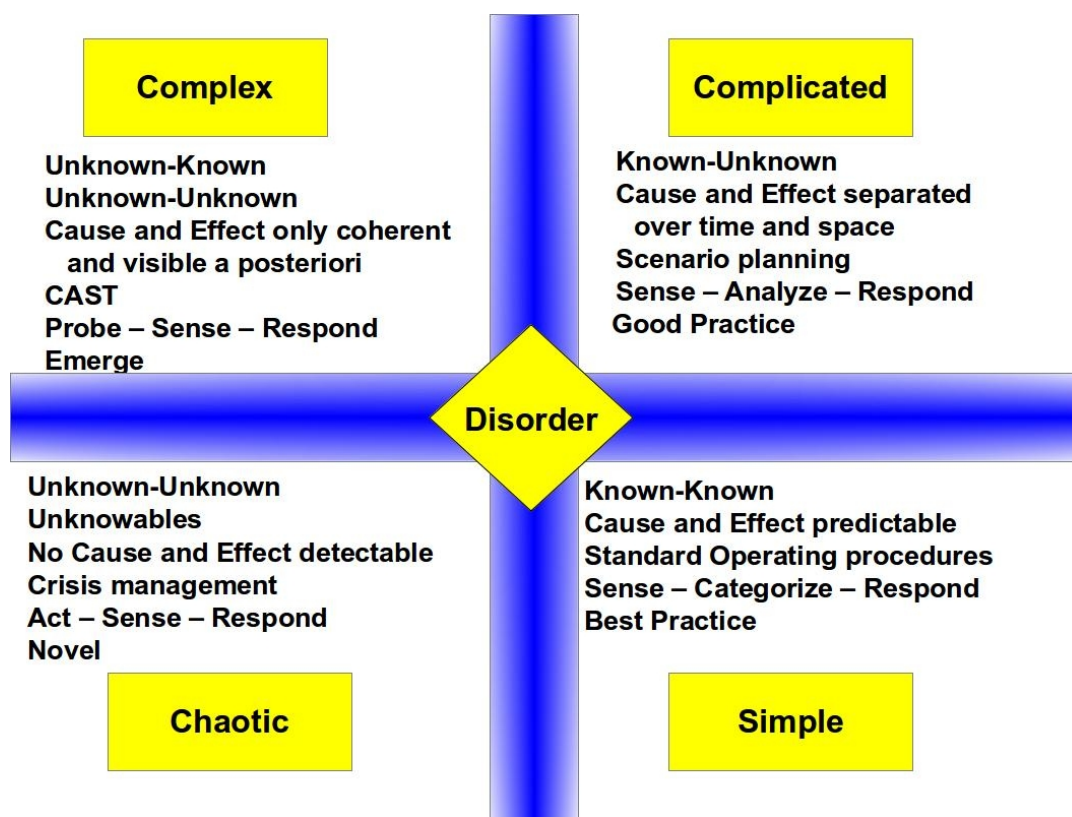 Complex
Unknown-Known
Unknown-Unknown
Cause and Effect only coherent
and visible a posteriori
CAST
Probe – Sense – Respond
Emerge
Complicated
Known-Unknown
Cause and Effect separated
over time and space
Scenario planning
Sense – Analyze – Respond
Good Practice
Disorder
Unknown-Unknown
Unknowables
No Cause and Effect detectable
Crisis management
Act – Sense – Respond
Novel
Chaotic
Known-Known
Cause and Effect predictable
Standard Operating procedures
Sense – Categorize – Respond
Best Practice
Simple